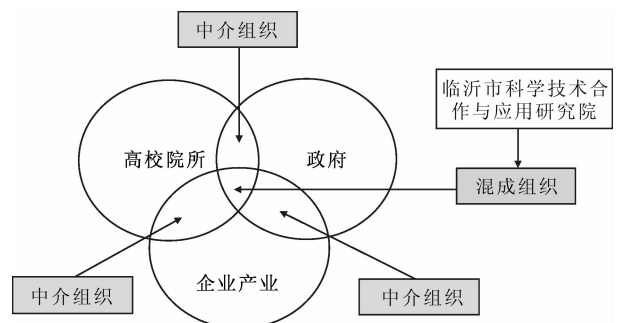 中介组织
临沂市科学技术合
作与应用研究院
高校院所
政府
混成组织
企业产业
中介组织
中介组织